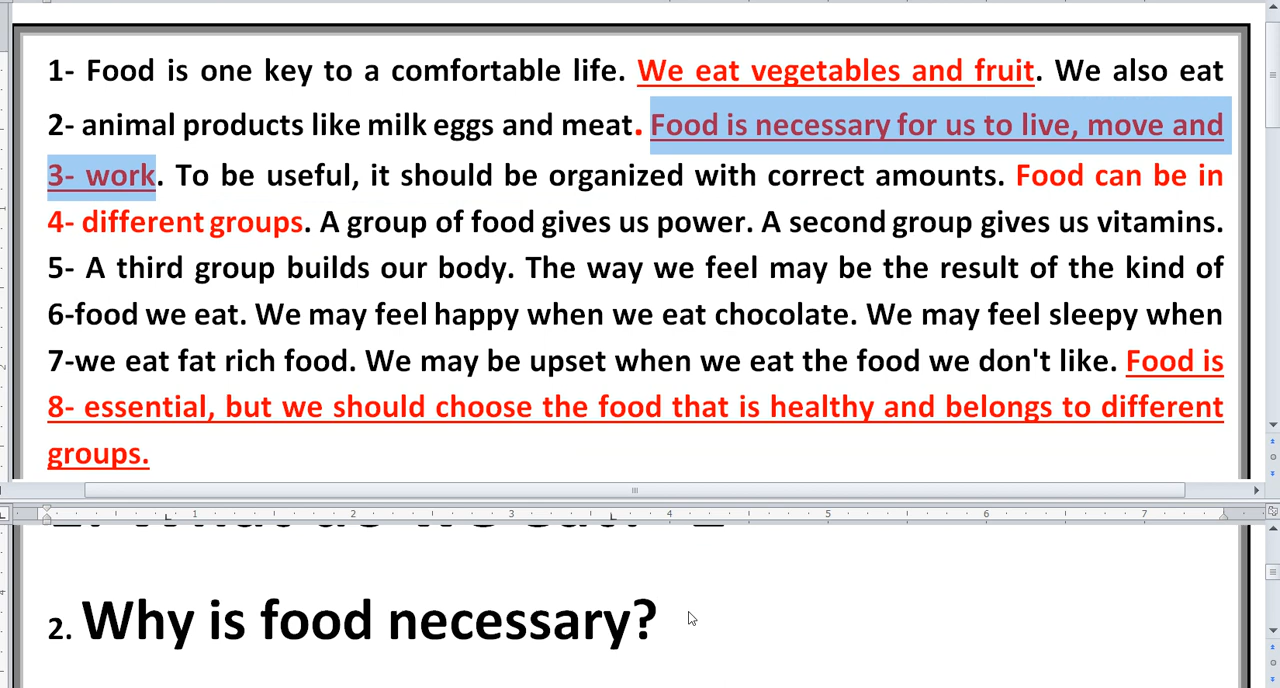 1- Food is one key to a comfortable life. We eat vegetables and fruit. We also eat
2- animal products like milk eggs and meat. Food is necessary for us to live, move and
3- work. To be useful, it should be organized with correct amounts. Food can be in
4- different groups. A group of food gives us power. A second group gives us vitamins.
5- A third group builds our body. The way we feel may be the result of the kind of
6-food we eat. We may feel happy when we eat chocolate. We may feel sleepy when
7-we eat fat rich food. We may be upset when we eat the food we don't like. Food is
8- essential, but we should choose the food that is healthy and belongs to different
groups.
1 2 3 4 5 6 7
2. Why is food necessary?